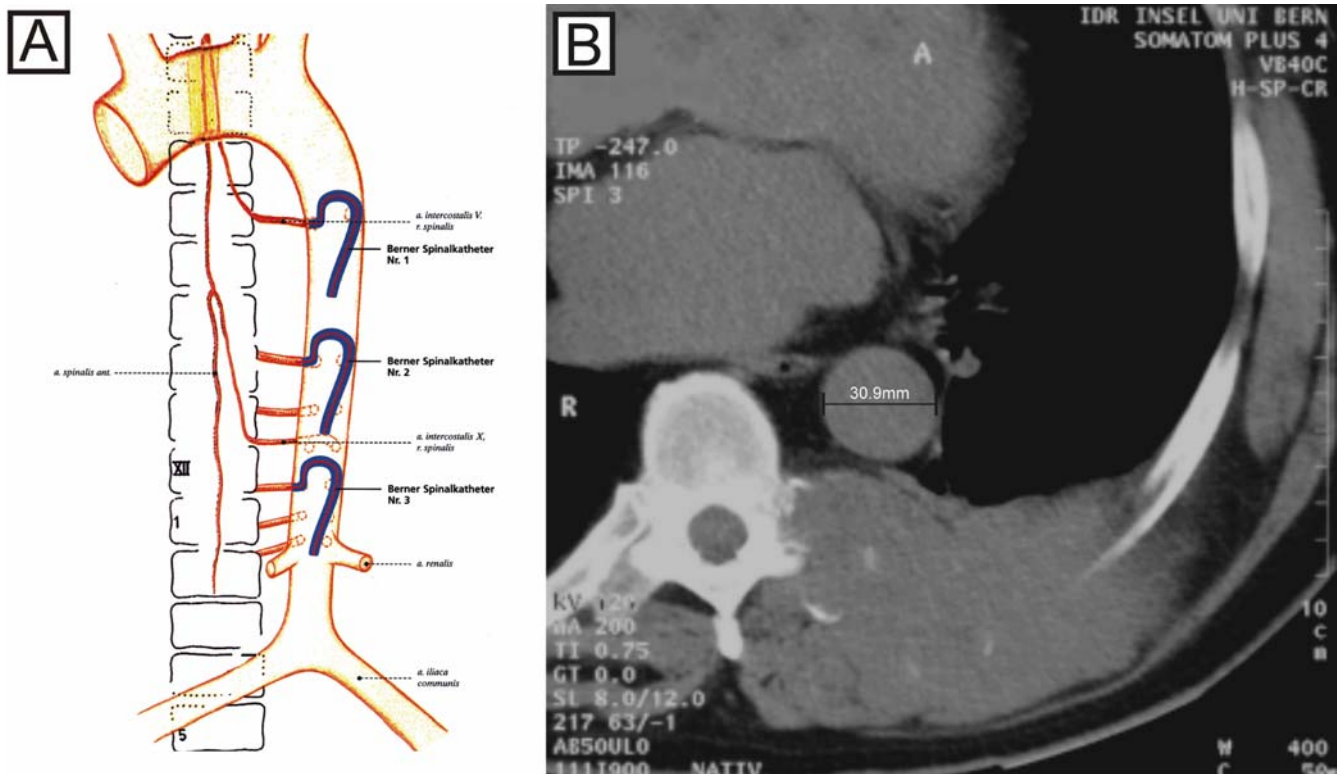 A
a. intercostalis V.
r. spinalis
Berner Spinalkatheter
Nr. 1
Berner Spinalkatheter
Nr. 2
a. spinalis ant.
a. intercostalis X,
r. spinalis
XII
Berner Spinalkatheter
Nr. 3
1
a. renalis
a. iliaca
communis
5
B
IDR INSEL UNI BERN
SOMATOM PLUS 4
VB40C
H-SP-CR
A
TP -247.0
IMA 116
SPI 3
R
30.9mm
kV 120
mA 200
TI 0.75
GT 0.0
SL 8.0/12.0
217 63/-1
AB50UL0
111I900 NATIV
10
c
m
W 400
C 50